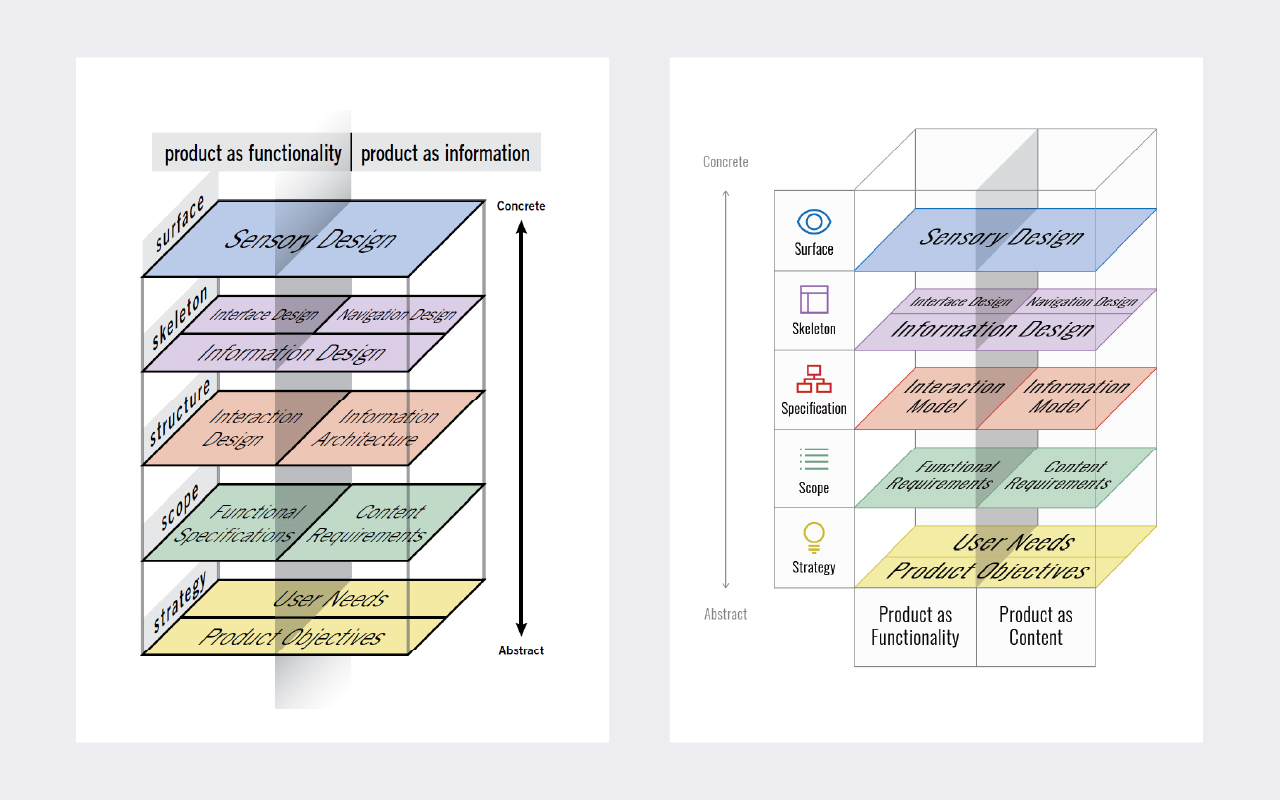 product as functionality
product as information
surface
Sensory Design
Concrete
skeleton
Interface Design
Navigation Design
Information Design
structure
Interaction
Design
Information
Architecture
scope
Functional
Specifications
Content
Requirements
strategy
User Needs
Product Objectives
Abstract
Concrete
Surface
Sensory Design
Skeleton
Interface Design
Navigation Design
Information Design
Specification
Interaction
Model
Information
Model
Scope
Functional
Requirements
Content
Requirements
Strategy
User Needs
Product Objectives
Abstract
Product as
Functionality
Product as
Content